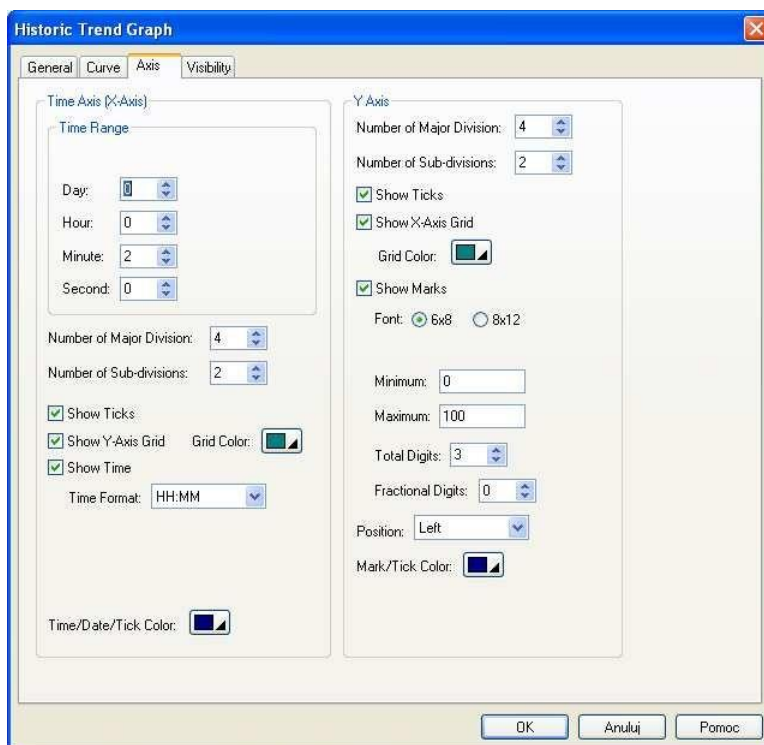 Historic Trend Graph
General Curve Axis Visibility
Time Axis (X-Axis)
Time Range
Day: 0
Hour: 0
Minute: 2
Second: 0
Number of Major Division: 4
Number of Sub-divisions: 2
Show Ticks
Show Y-Axis Grid Grid Color:
Show Time
Time Format: HH:MM
Time/Date/Tick Color:
Y Axis
Number of Major Division: 4
Number of Sub-divisions: 2
Show Ticks
Show X-Axis Grid
Grid Color:
Show Marks
Font: 6x8 8x12
Minimum: 0
Maximum: 100
Total Digits: 3
Fractional Digits: 0
Position: Left
Mark/Tick Color:
OK Anuluj Pomoc